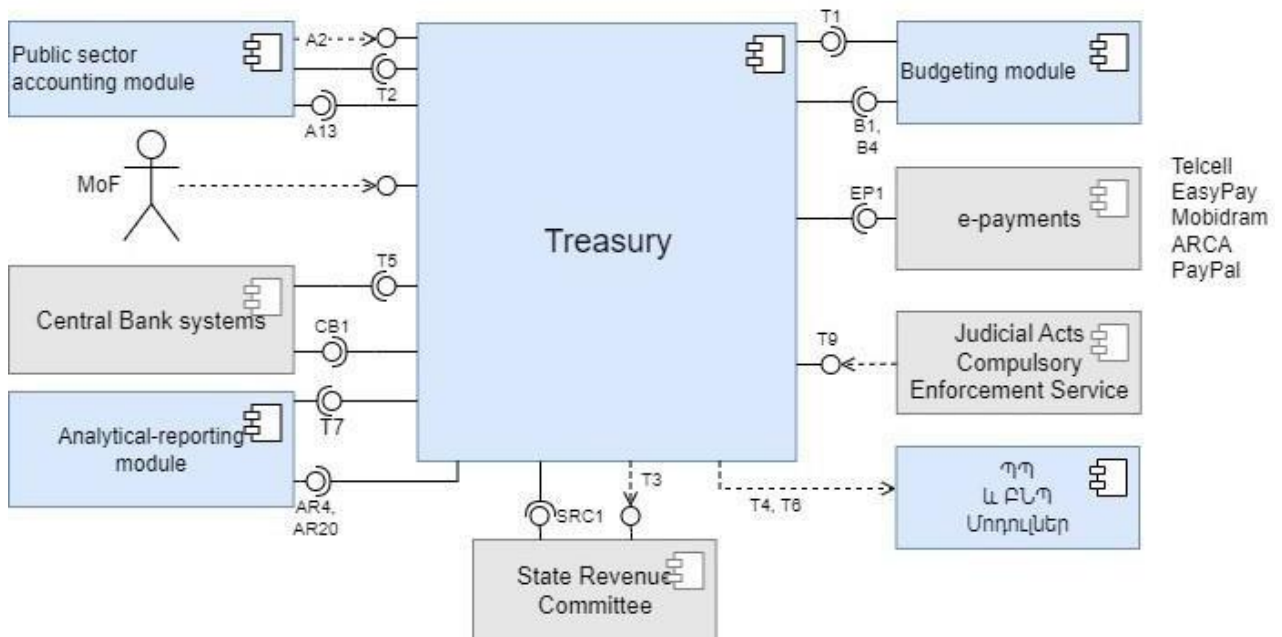 Public sector
accounting module
A2
T2
A13
MoF
Central Bank systems
T5
CB1
Analytical-reporting
module
T7
AR4,
AR20
Treasury
T1
Budgeting module
B1,
B4
EP1
e-payments
Telcell
EasyPay
Mobidram
ARCA
PayPal
T9
Judicial Acts
Compulsory
Enforcement Service
T3
T4, T6
SRC1
State Revenue
Committee
ՊՊ
և ԲՆՊ
Մոդուլներ